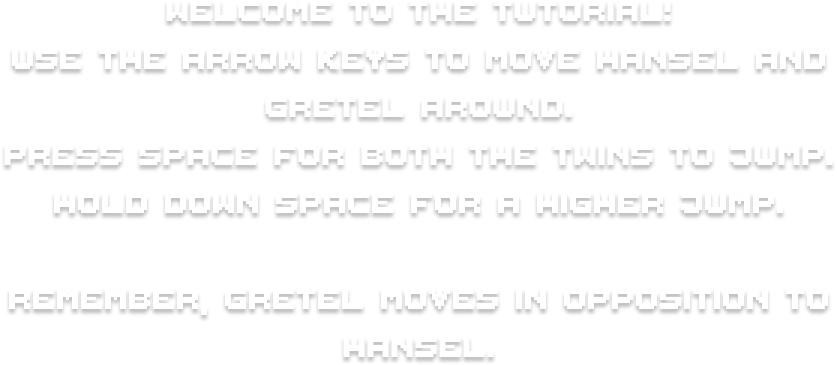 WELCOME TO THE TUTORIAL!
USE THE ARROW KEYS TO MOVE HANSEL AND
GRETEL AROUND.
PRESS SPACE FOR BOTH THE TWINS TO JUMP.
HOLD DOWN SPACE FOR A HIGHER JUMP.
REMEMBER, GRETEL MOVES IN OPPOSITION TO
HANSEL.